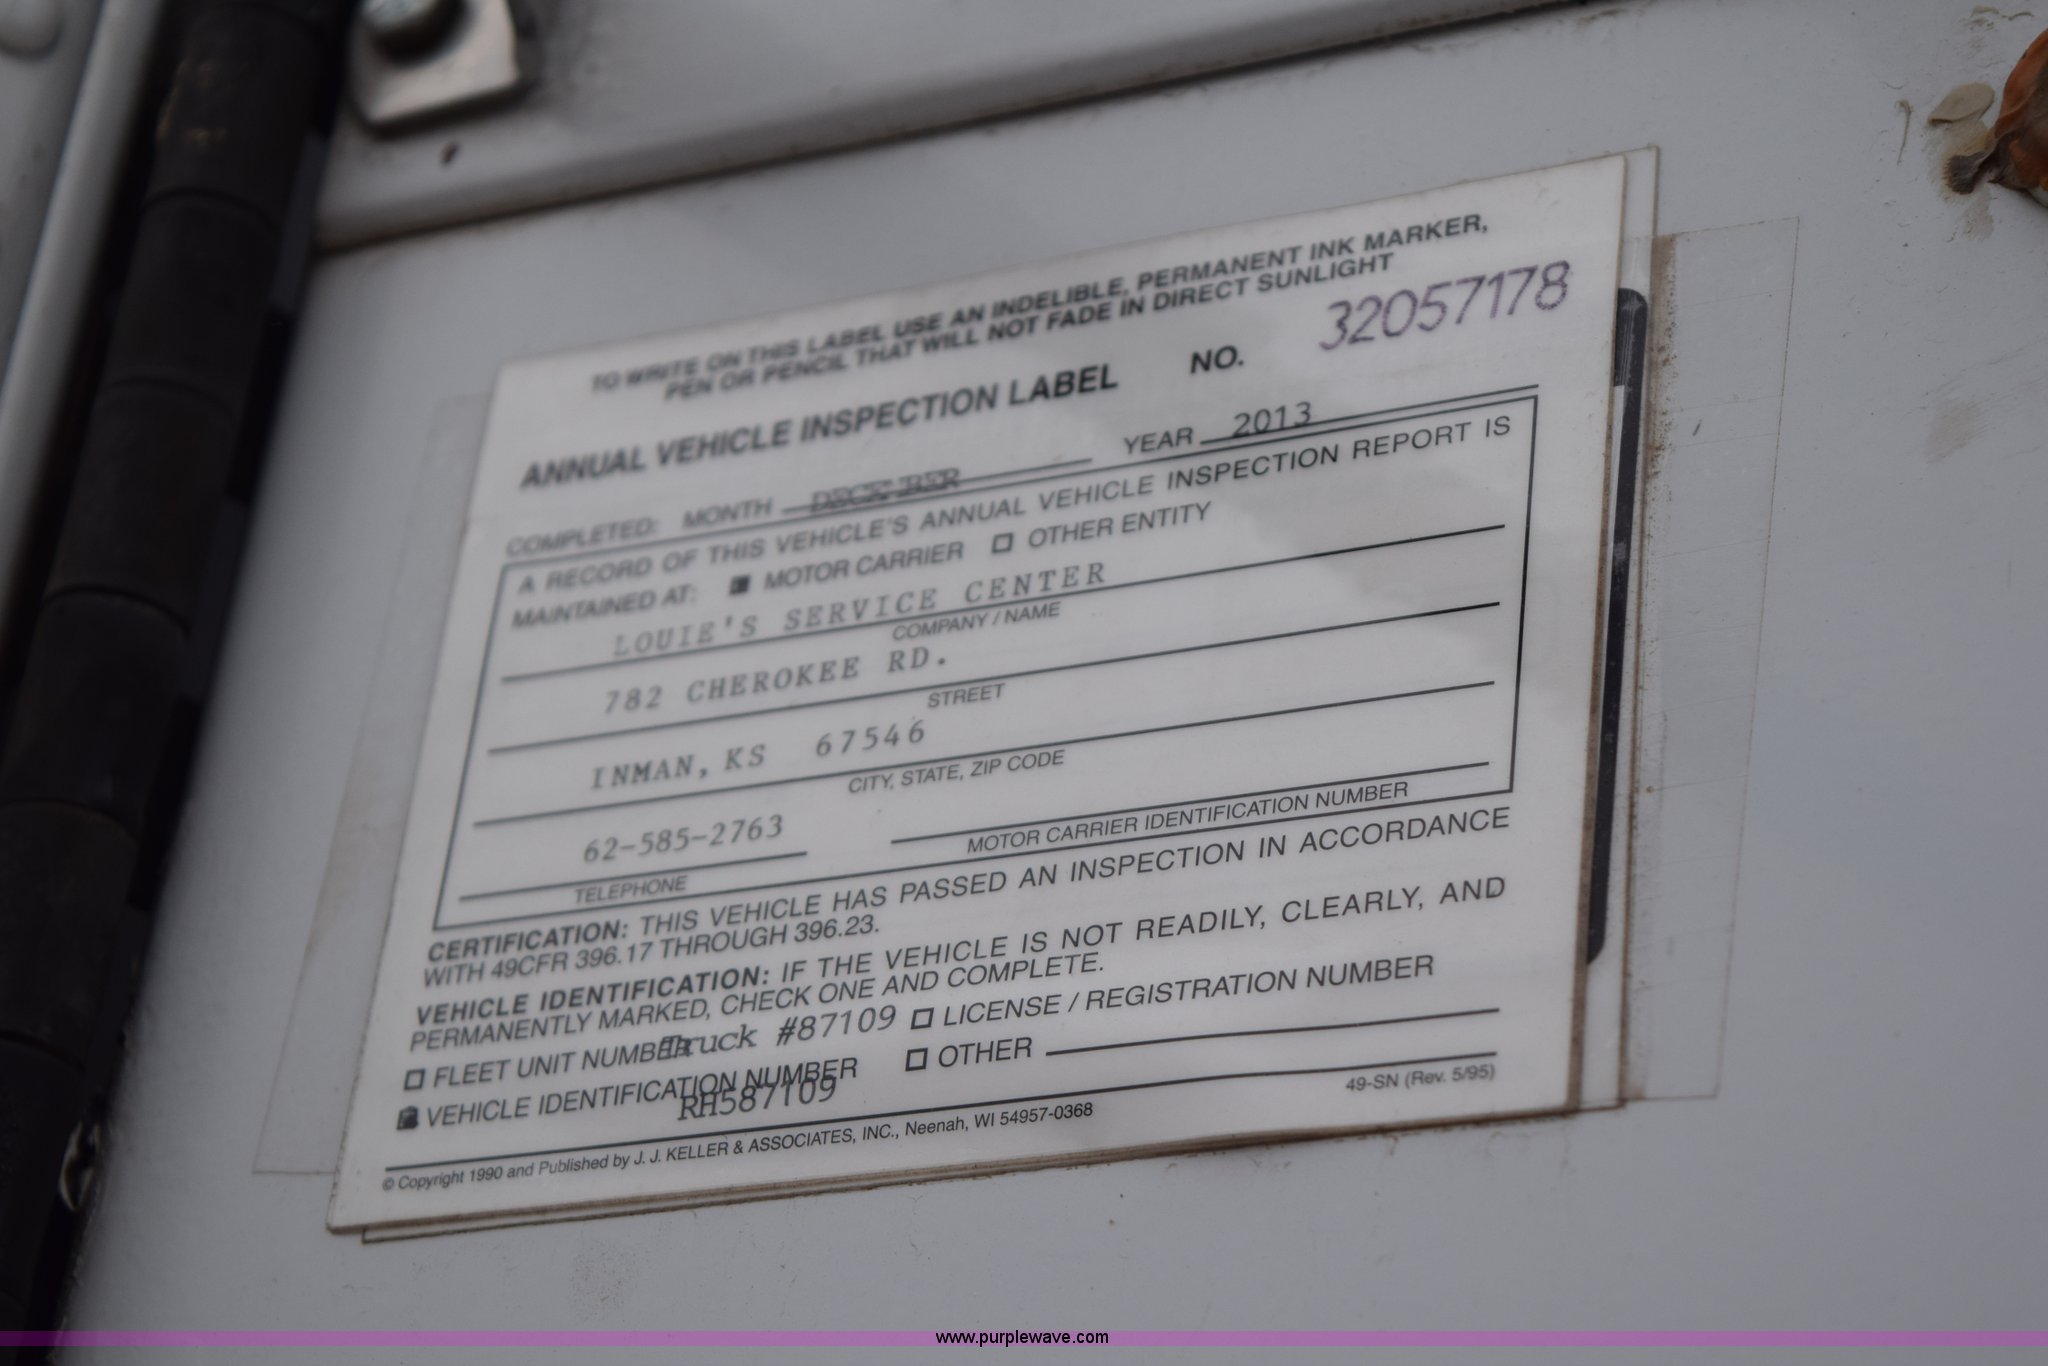 TO WRITE ON THIS LABEL USE AN INDELIBLE, PERMANENT INK MARKER,
PEN OR PENCIL THAT WILL NOT FADE IN DIRECT SUNLIGHT
ANNUAL VEHICLE INSPECTION LABEL NO. 32057178
COMPLETED: MONTH DECEMBER YEAR 2013
A RECORD OF THIS VEHICLE'S ANNUAL VEHICLE INSPECTION REPORT IS
MAINTAINED AT: MOTOR CARRIER OTHER ENTITY
LOUIE'S SERVICE CENTER
COMPANY / NAME
782 CHEROKEE RD.
STREET
INMAN, KS 67546
CITY, STATE, ZIP CODE
62-585-2763
TELEPHONE MOTOR CARRIER IDENTIFICATION NUMBER
CERTIFICATION: THIS VEHICLE HAS PASSED AN INSPECTION IN ACCORDANCE
WITH 49CFR 396.17 THROUGH 396.23.
VEHICLE IDENTIFICATION: IF THE VEHICLE IS NOT READILY, CLEARLY, AND
PERMANENTLY MARKED, CHECK ONE AND COMPLETE.
FLEET UNIT NUMBER Truck #87109 LICENSE / REGISTRATION NUMBER
VEHICLE IDENTIFICATION NUMBER OTHER
RH587109
49-SN (Rev. 5/95)
© Copyright 1990 and Published by J. J. KELLER & ASSOCIATES, INC., Neenah, WI 54957-0368
www.purplewave.com